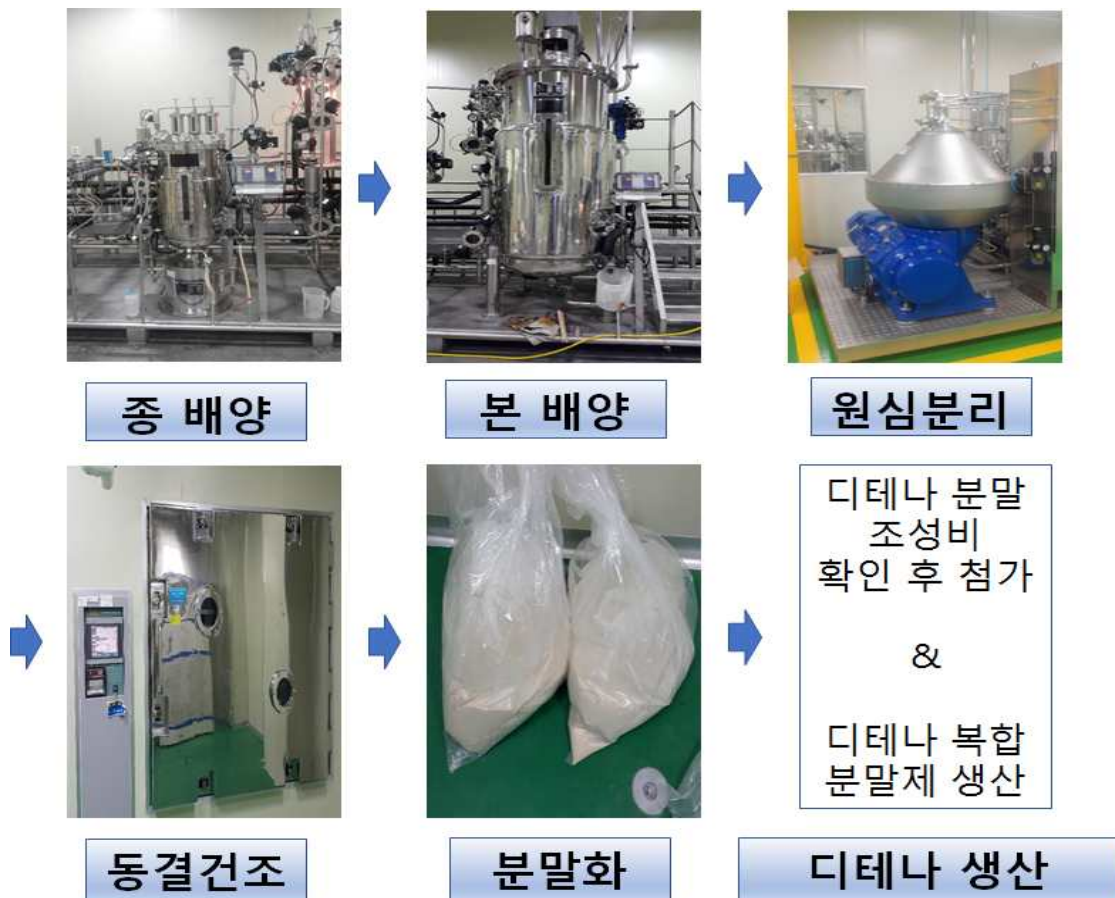 종 배양
본 배양
원심분리
디테나 분말
조성비
확인 후 첨가
&
디테나 복합
분말제 생산
동결건조
분말화
디테나 생산